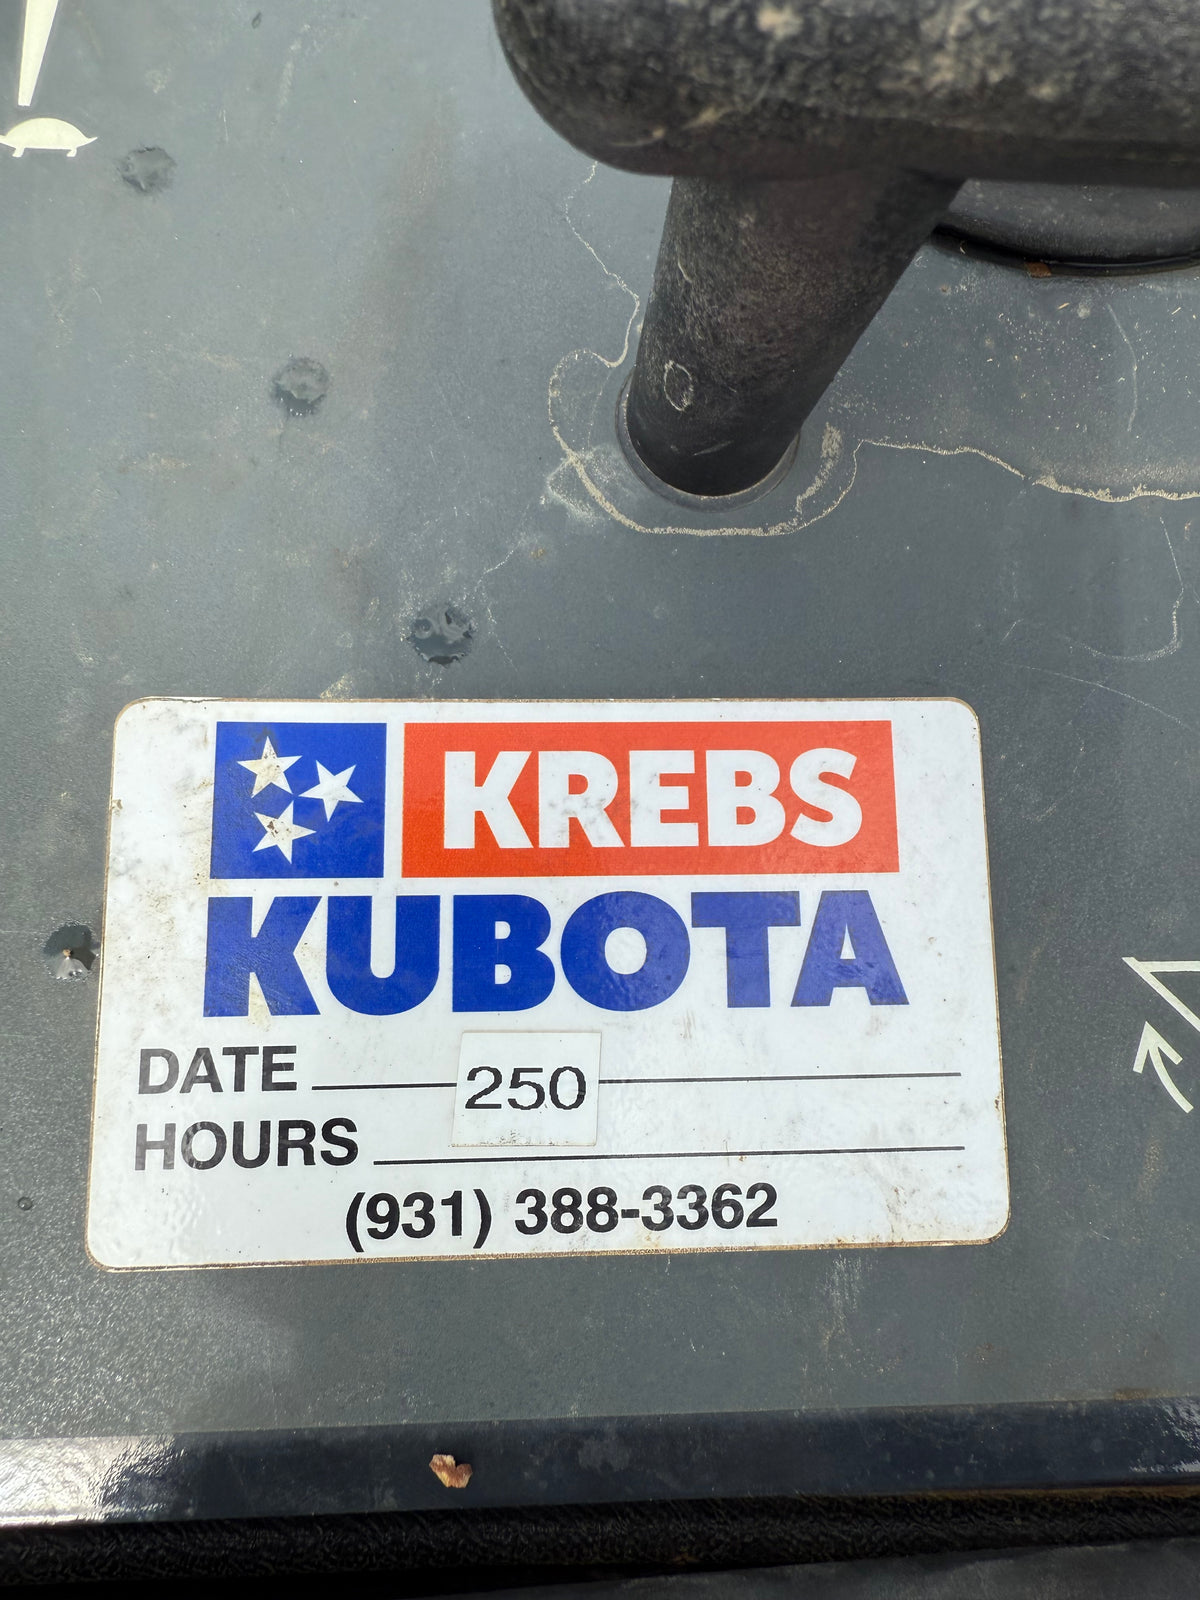 KREBS
KUBOTA
DATE
250
HOURS
(931) 388-3362